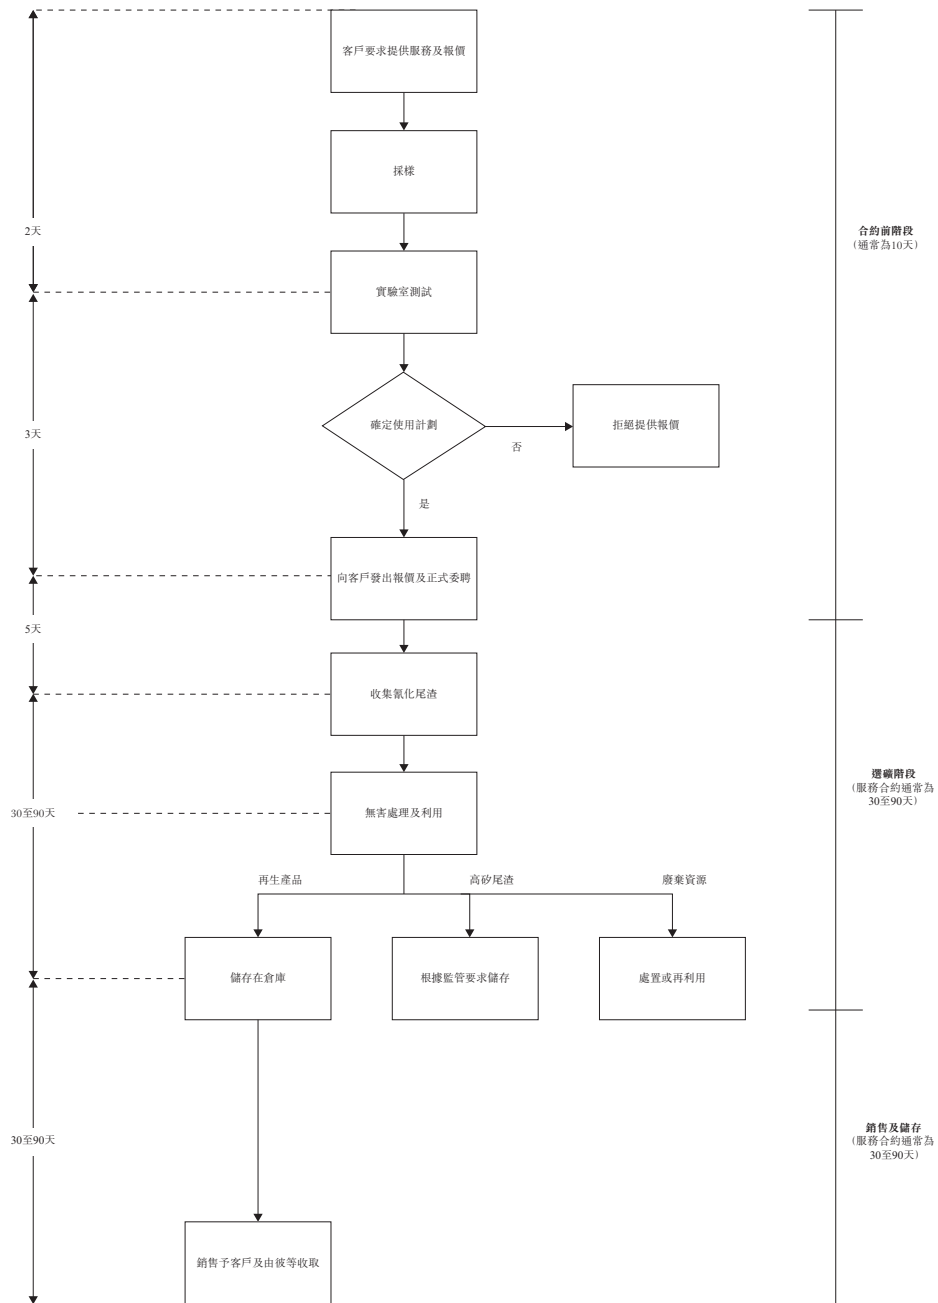 客戶要求提供服務及報價
採樣
2天
合約前階段
（通常為10天）
實驗室測試
3天
確定使用計劃
否
拒絕提供報價
是
向客戶發出報價及正式委聘
5天
收集氰化尾渣
選礦階段
（服務合約通常為
30至90天）
30至90天
無害處理及利用
再生產品
高矽尾渣
廢棄資源
儲存在倉庫
根據監管要求儲存
處置或再利用
30至90天
銷售及儲存
（服務合約通常為
30至90天）
銷售予客戶及由彼等收取